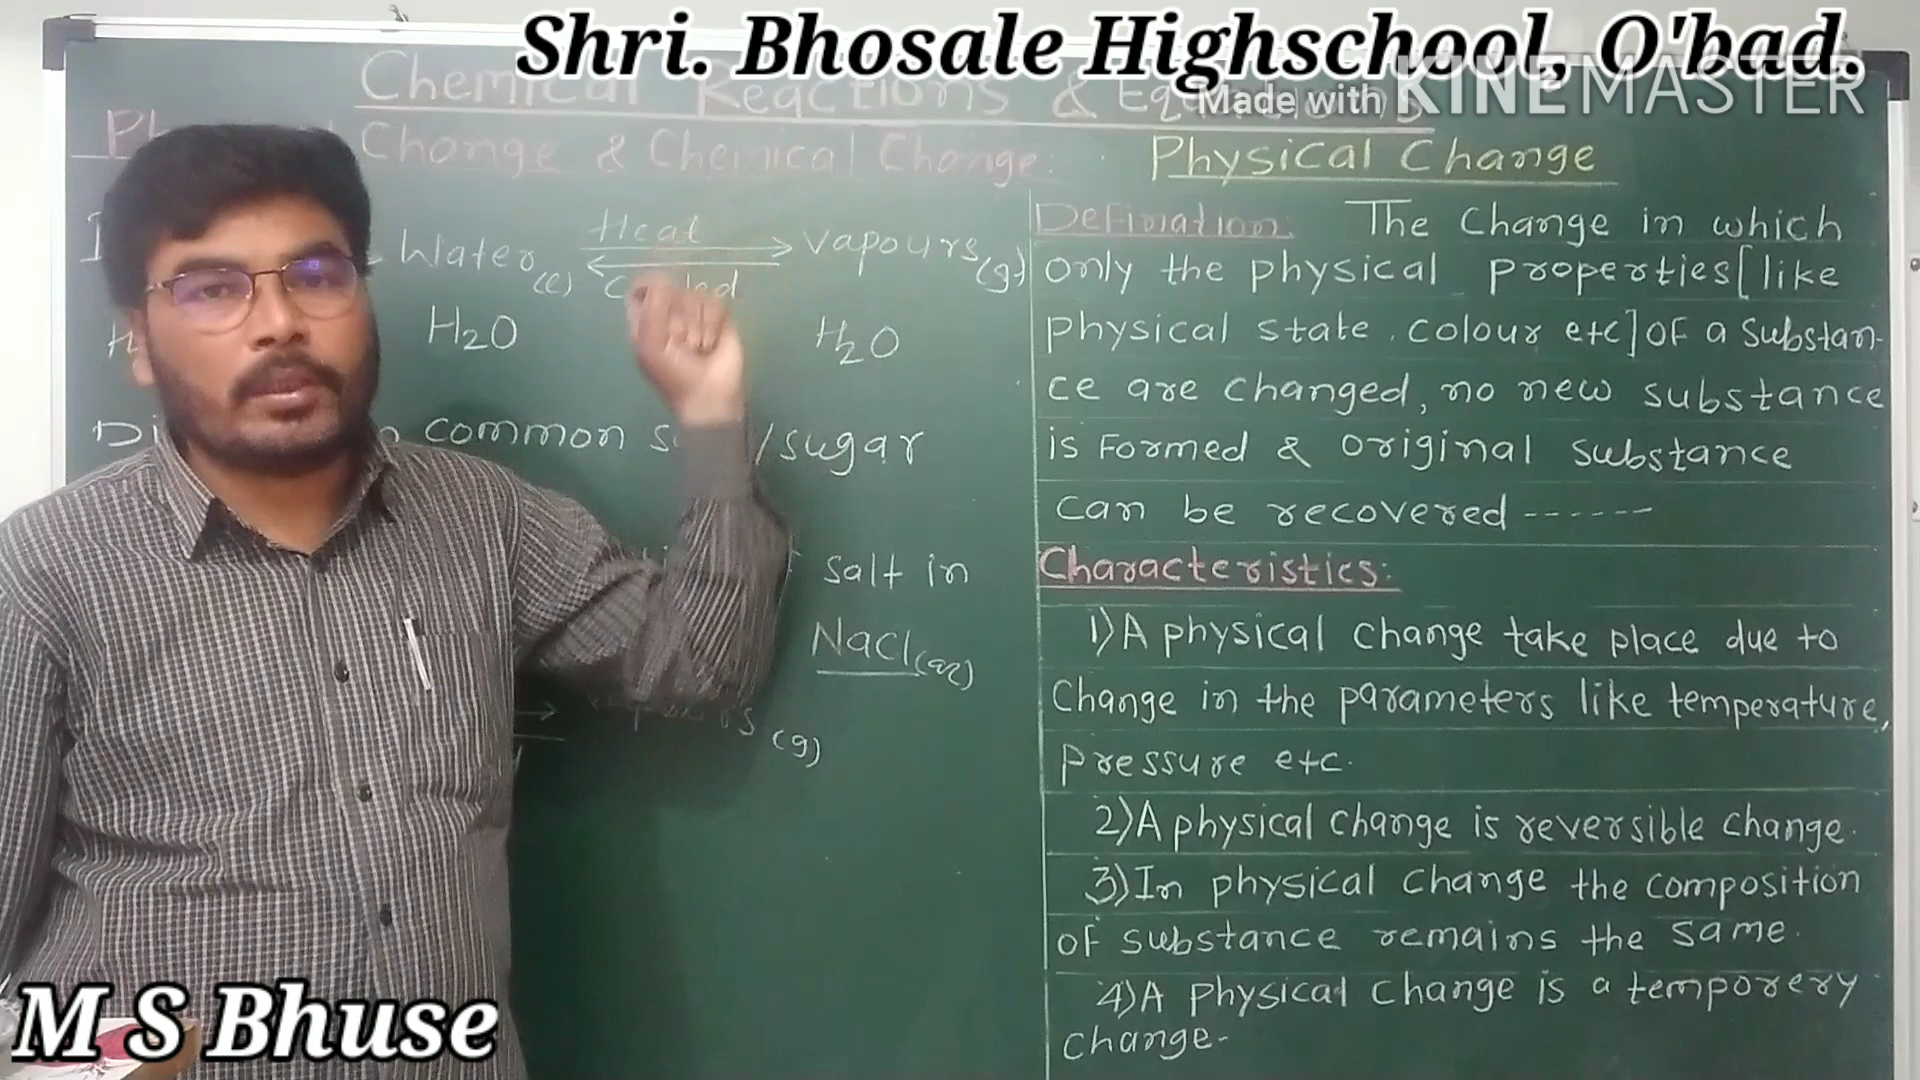 Shri. Bhosale Highschool, O'bad.
Made with KINEMASTER
Chemical Reactions & Equations
Change & Chemical Change:
Water(l) Heat Vapours(g)
H2O H2O
common /sugar
salt in
NaCl(aq)
(g)
Physical Change
Defination: The Change in which
only the physical properties[like
physical state, colour etc] of a substan-
ce are changed, no new substance
is formed & original substance
can be recovered ------
Characteristics:
1) A physical change take place due to
Change in the parameters like temperature,
pressure etc.
2) A physical change is reversible change.
3) In physical change the composition
of substance remains the same.
4) A physical change is a temporery
change.
M S Bhuse